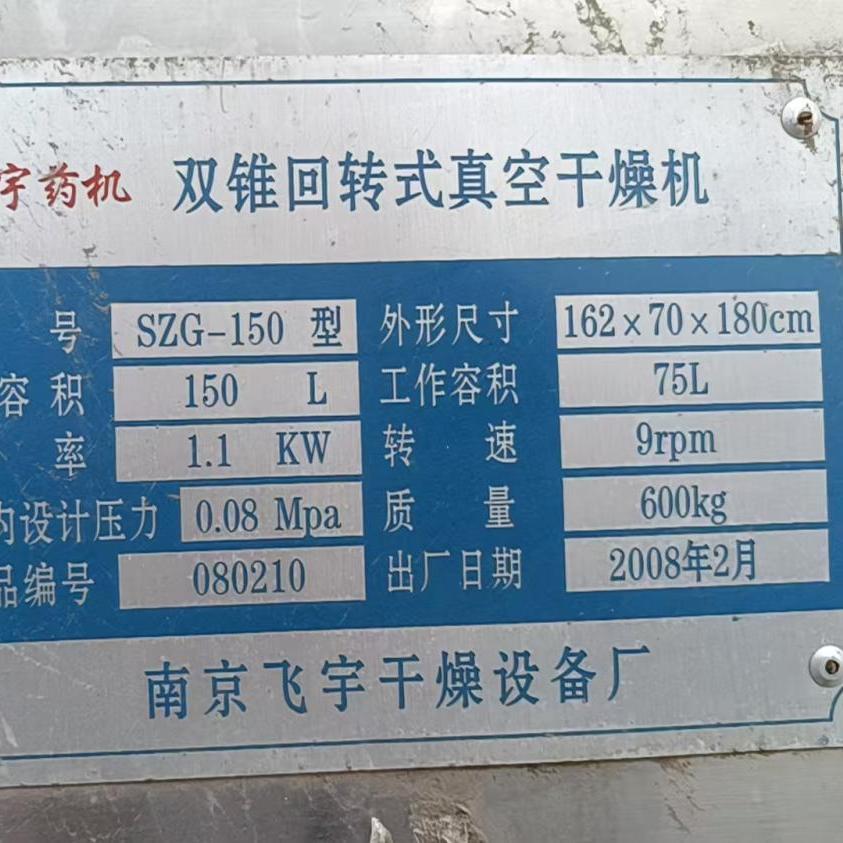 宇药机 双锥回转式真空干燥机
号 SZG-150 型 外形尺寸 162×70×180cm
容积 150 L 工作容积 75L
率 1.1 KW 转速 9rpm
内设计压力 0.08 Mpa 质量 600kg
品编号 080210 出厂日期 2008年2月
南京飞宇干燥设备厂